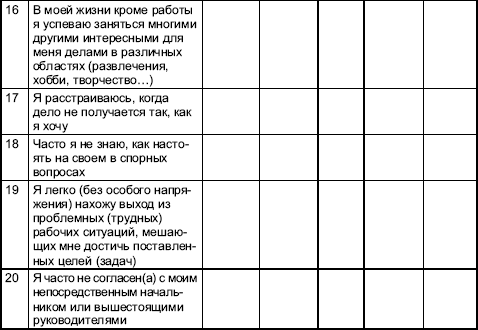 16 В моей жизни кроме работы
я успеваю заняться многими
другими интересными для
меня делами в различных
областях (развлечения,
хобби, творчество…)
17 Я расстраиваюсь, когда
дело не получается так, как
я хочу
18 Часто я не знаю, как насто-
ять на своем в спорных
вопросах
19 Я легко (без особого напря-
жения) нахожу выход из
проблемных (трудных)
рабочих ситуаций, мешаю-
щих мне достичь поставлен-
ных целей (задач)
20 Я часто не согласен(а) с моим
непосредственным началь-
ником или вышестоящими
руководителями